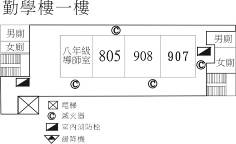 勤學樓一樓
男廁
女廁
八年級
導師室
805
908
907
男廁
女廁
電梯
滅火器
室內消防栓
緩降機